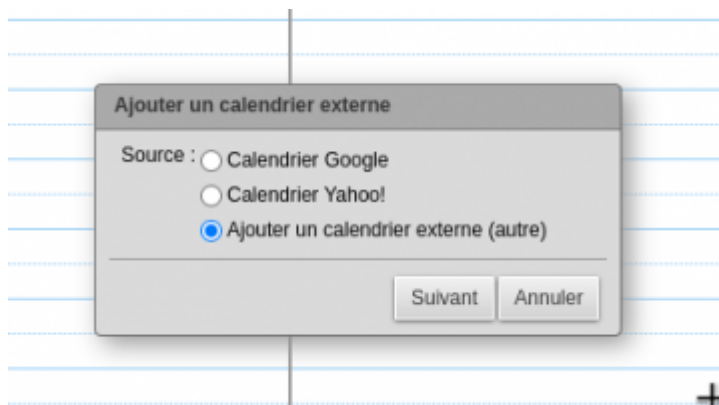 Ajouter un calendrier externe
Source : Calendrier Google
Calendrier Yahoo!
Ajouter un calendrier externe (autre)
Suivant Annuler